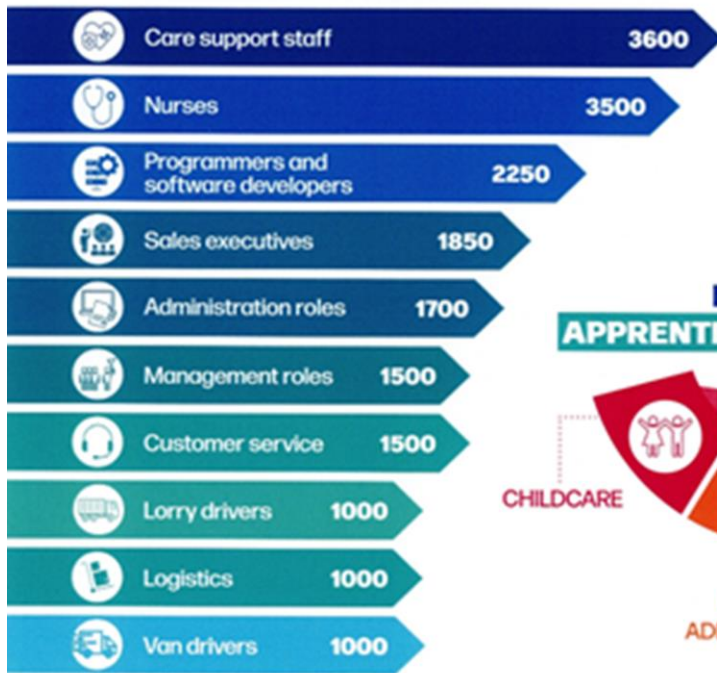 Care support staff 3600
Nurses 3500
Programmers and
software developers 2250
Sales executives 1850
Administration roles 1700
Management roles 1500
Customer service 1500
Lorry drivers 1000
Logistics 1000
Van drivers 1000
CHILDCARE